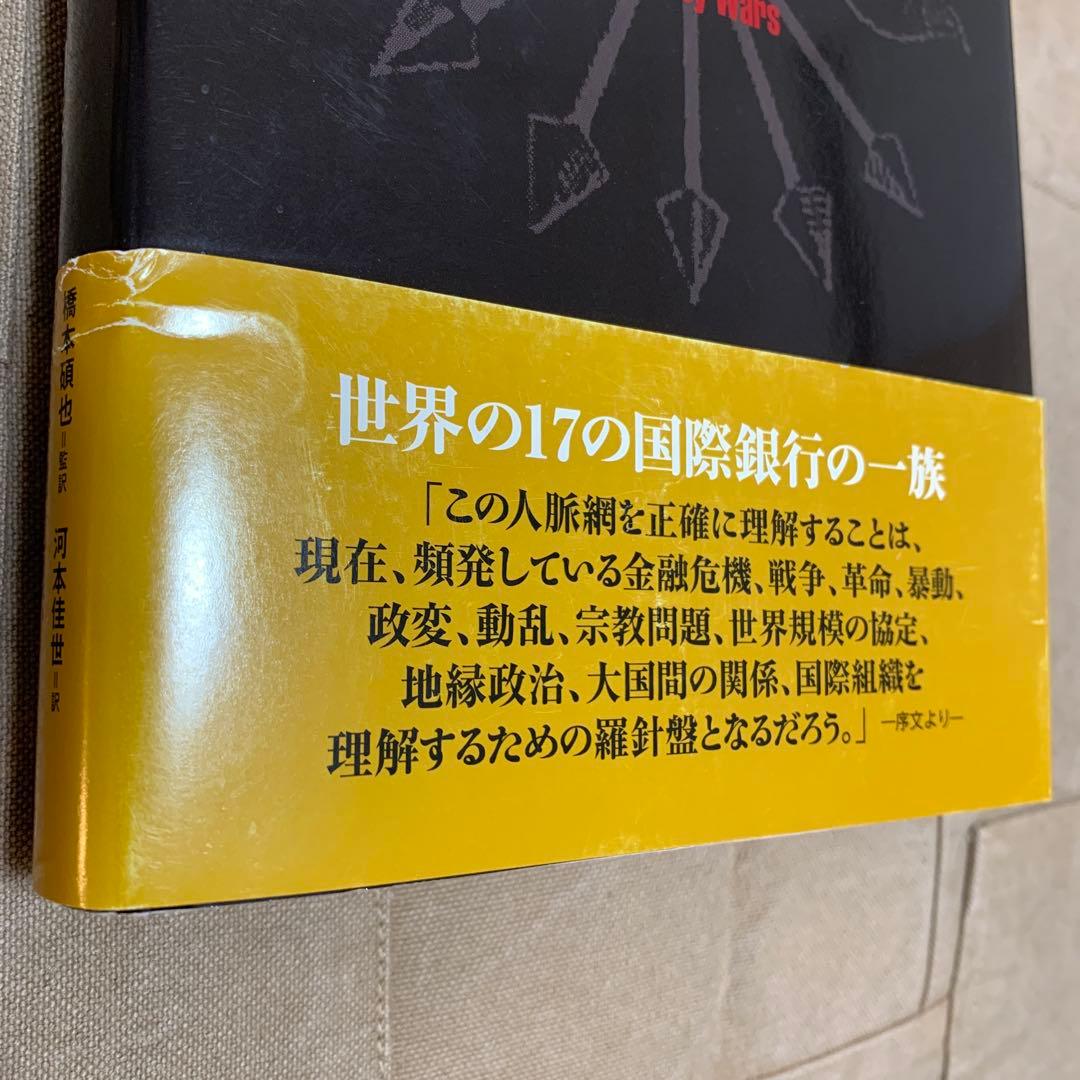 Wars
世界の17の国際銀行の一族
「この人脈網を正確に理解することは、
現在、頻発している金融危機、戦争、革命、暴動、
政変、動乱、宗教問題、世界規模の協定、
地縁政治、大国間の関係、国際組織を
理解するための羅針盤となるだろう。」 ―序文より―
橋本碩也=監訳 河本佳世=訳